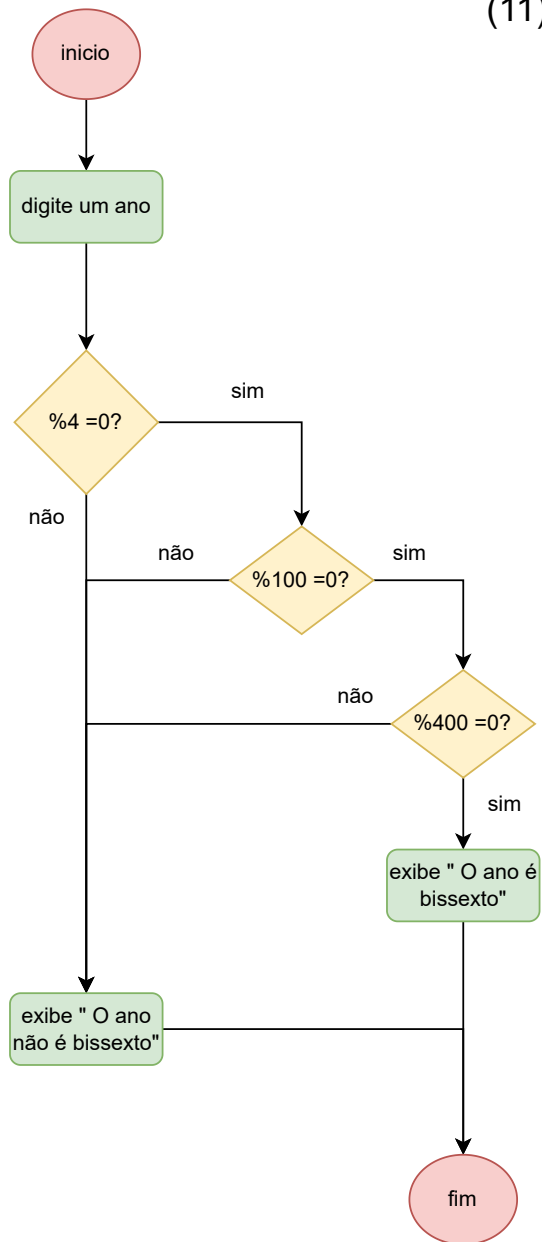 (11)
inicio
digite um ano
%4 =0?
sim
não
não
%100 =0?
sim
não
%400 =0?
sim
exibe " O ano é
bissexto"
exibe " O ano
não é bissexto"
fim